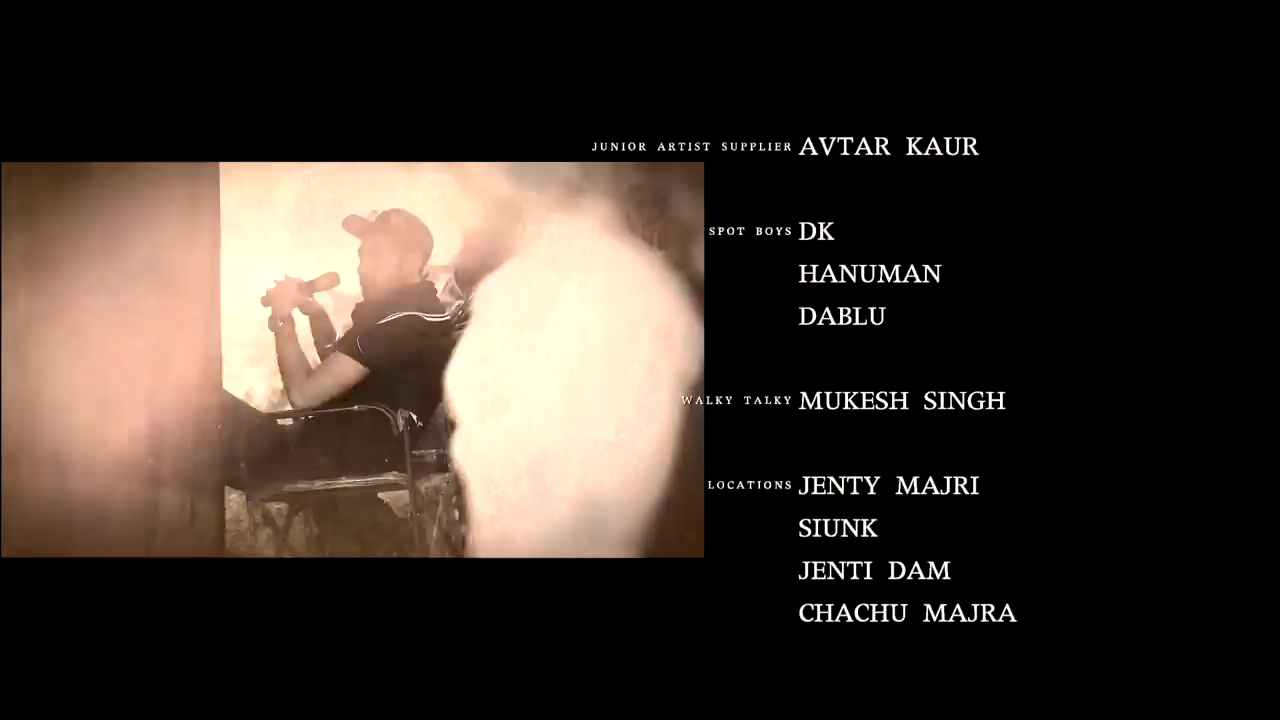 JUNIOR ARTIST SUPPLIER AVTAR KAUR
SPOT BOYS DK
HANUMAN
DABLU
WALKY TALKY MUKESH SINGH
LOCATIONS JENTY MAJRI
SIUNK
JENTI DAM
CHACHU MAJRA